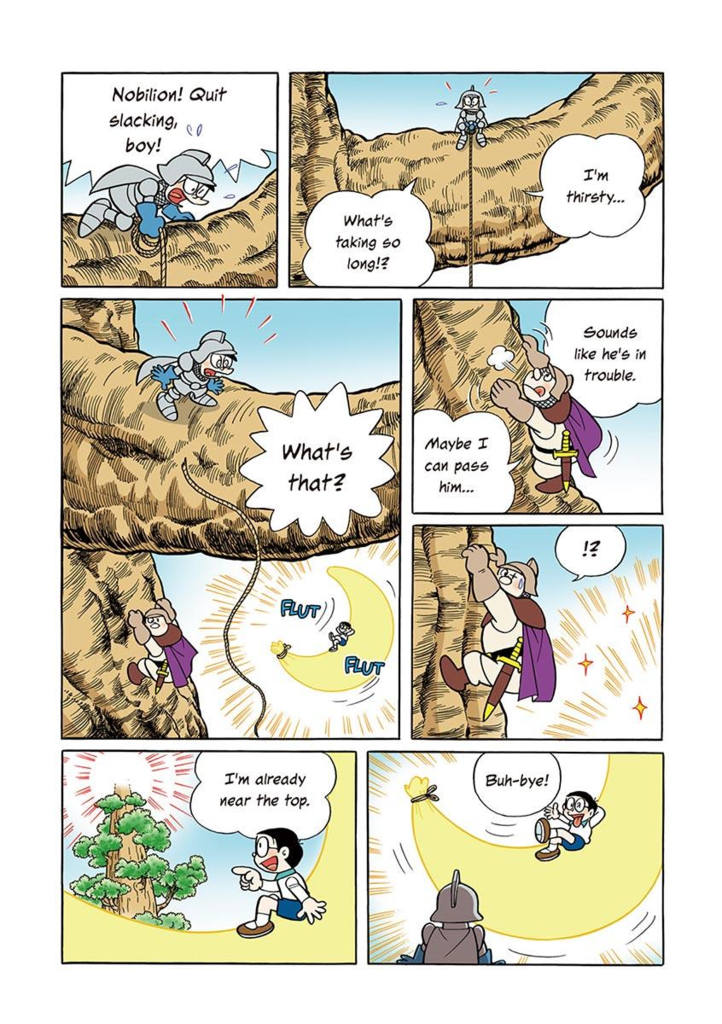 Nobilion! Quit
slacking,
boy!
What's
taking so
long!?
I'm
thirsty...
What's
that?
FLUT
FLUT
Sounds
like he's in
trouble.
Maybe I
can pass
him...
!?
I'm already
near the top.
Buh-bye!